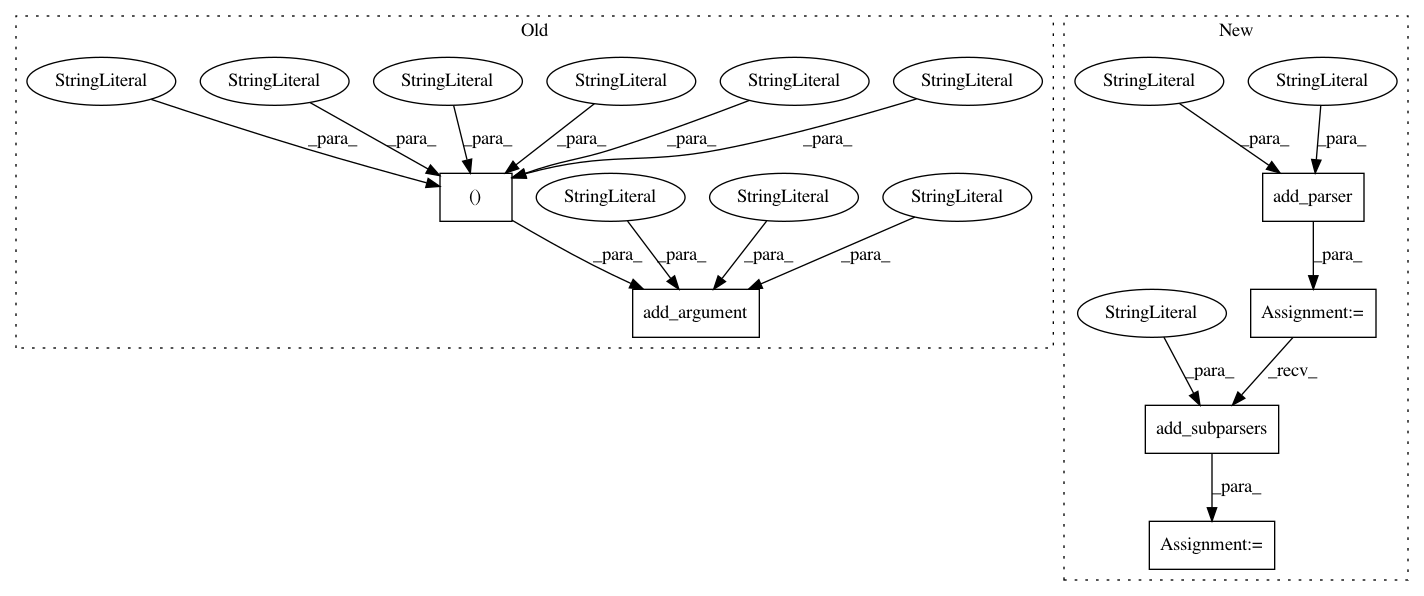 Old
New
StringLiteral StringLiteral StringLiteral StringLiteral StringLiteral StringLiteral StringLiteral StringLiteral
_para_ _para_ _para_ _para_ _para_ _para_ _para_ _para_
() StringLiteral StringLiteral StringLiteral add_parser
_para_ _para_ _para_ _para_ _para_
add_argument StringLiteral Assignment:=
_para_ _recv_
add_subparsers
_para_
Assignment:=